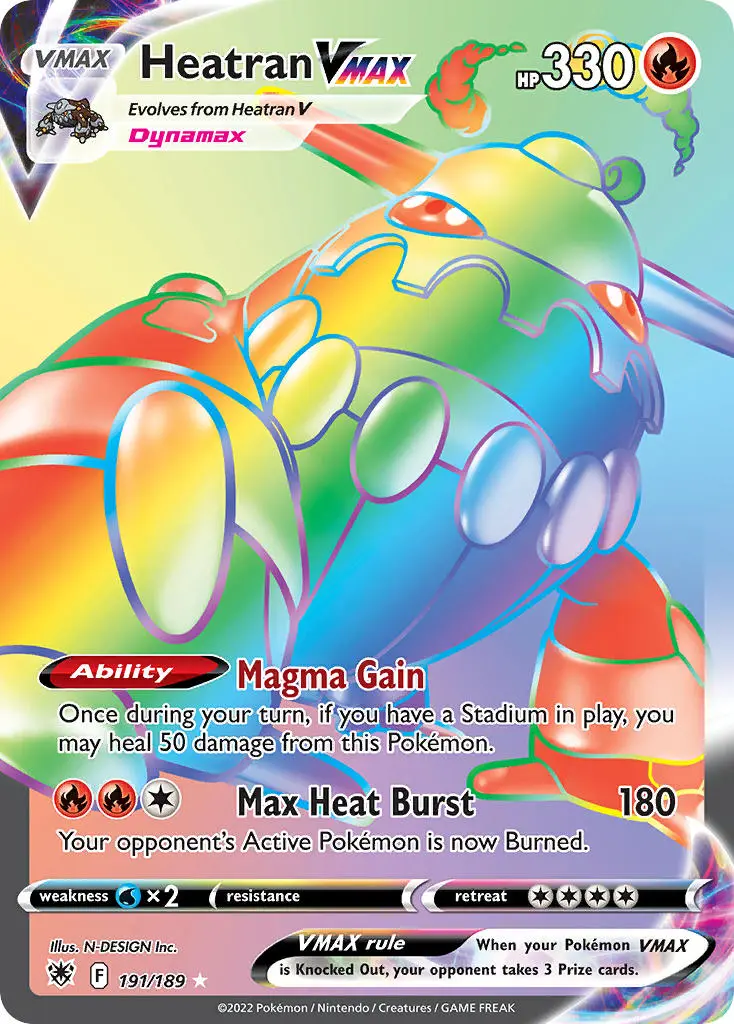 VMAX
Heatran VMAX
HP 330
Evolves from Heatran V
Dynamax
Ability Magma Gain
Once during your turn, if you have a Stadium in play, you
may heal 50 damage from this Pokémon.
Max Heat Burst 180
Your opponent's Active Pokémon is now Burned.
weakness ×2 resistance retreat
Illus. N-DESIGN Inc.
VMAX rule When your Pokémon VMAX
is Knocked Out, your opponent takes 3 Prize cards.
F 191/189
©2022 Pokémon / Nintendo / Creatures / GAME FREAK